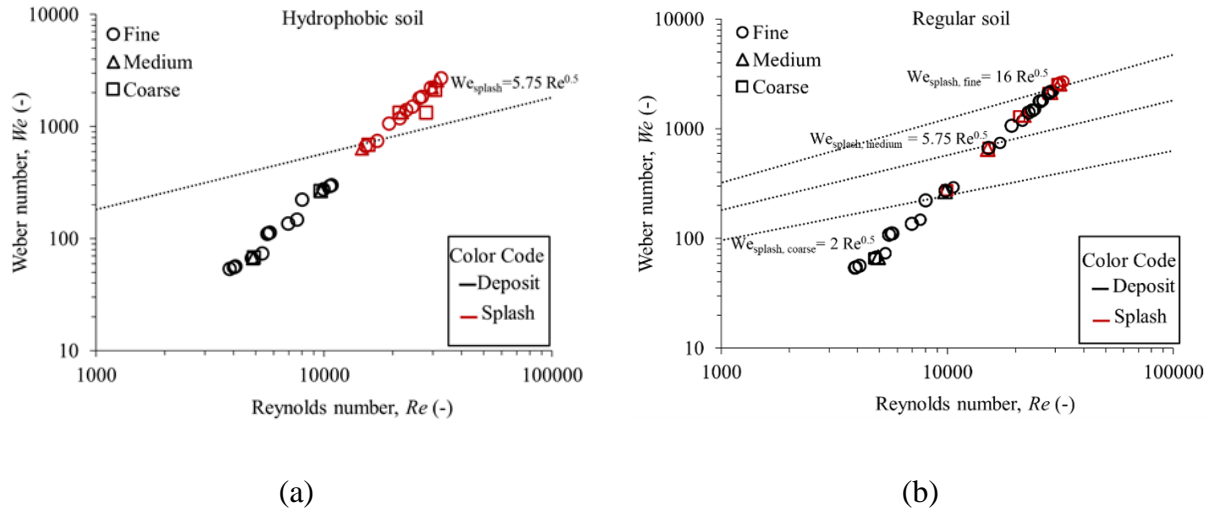 Hydrophobic soil
10000
1000
100
10
Weber number, We (-)
Fine
Medium
Coarse
We_splash=5.75 Re^0.5
Color Code
Deposit
Splash
1000 10000 100000
Reynolds number, Re (-)
(a)
Regular soil
10000
1000
100
10
Weber number, We (-)
Fine
Medium
Coarse
We_splash, fine= 16 Re^0.5
We_splash, medium= 5.75 Re^0.5
We_splash, coarse= 2 Re^0.5
Color Code
Deposit
Splash
1000 10000 100000
Reynolds number, Re (-)
(b)